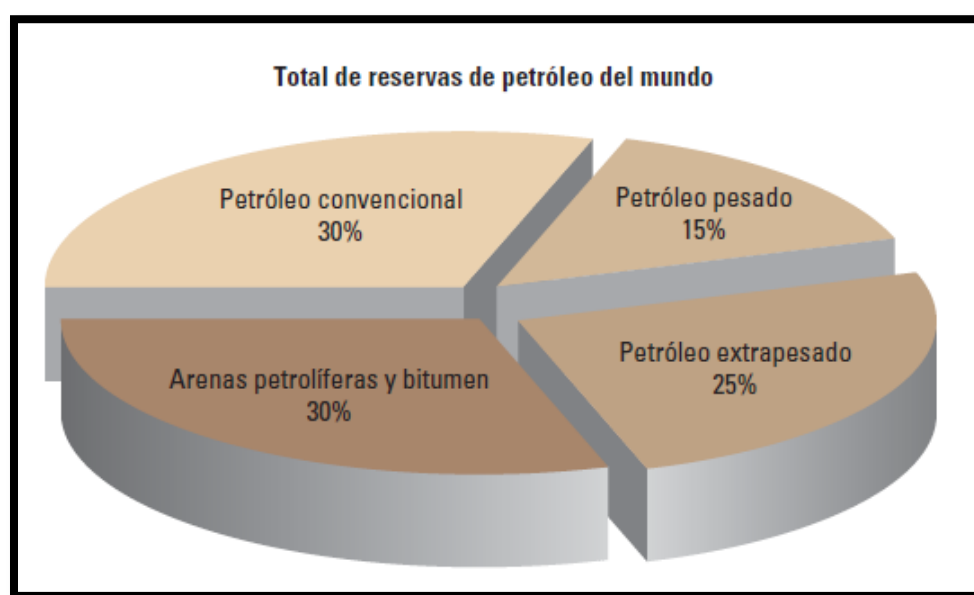 Total de reservas de petróleo del mundo
Petróleo convencional
30%
Petróleo pesado
15%
Petróleo extrapesado
25%
Arenas petrolíferas y bitumen
30%